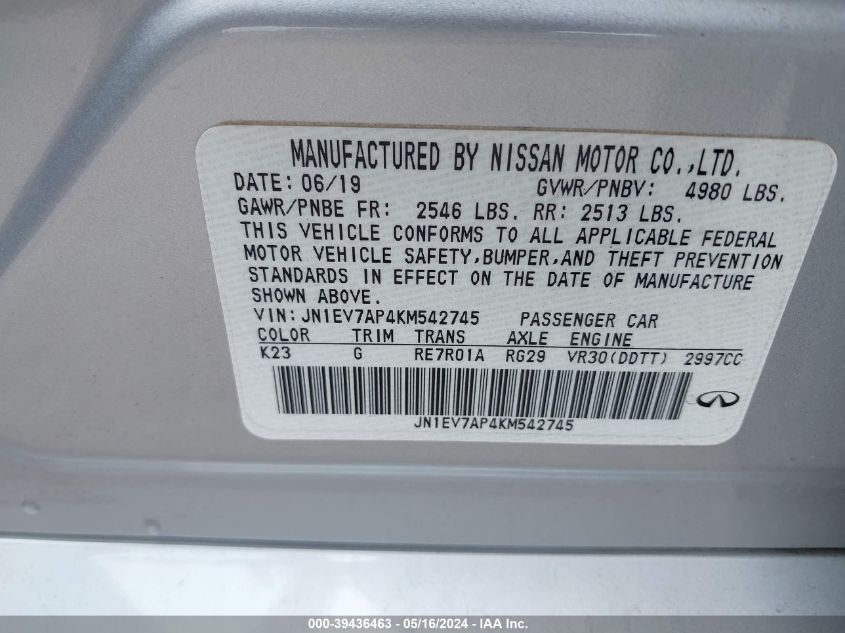 MANUFACTURED BY NISSAN MOTOR CO.,LTD.
DATE: 06/19 GVWR/PNBV: 4980 LBS.
GAWR/PNBE FR: 2546 LBS. RR: 2513 LBS.
THIS VEHICLE CONFORMS TO ALL APPLICABLE FEDERAL
MOTOR VEHICLE SAFETY,BUMPER,AND THEFT PREVENTION
STANDARDS IN EFFECT ON THE DATE OF MANUFACTURE
SHOWN ABOVE.
VIN: JN1EV7AP4KM542745 PASSENGER CAR
COLOR TRIM TRANS AXLE ENGINE
K23 G RE7R01A RG29 VR30(DDTT) 2997CC
JN1EV7AP4KM542745
000-39436463 - 05/16/2024 - IAA Inc.